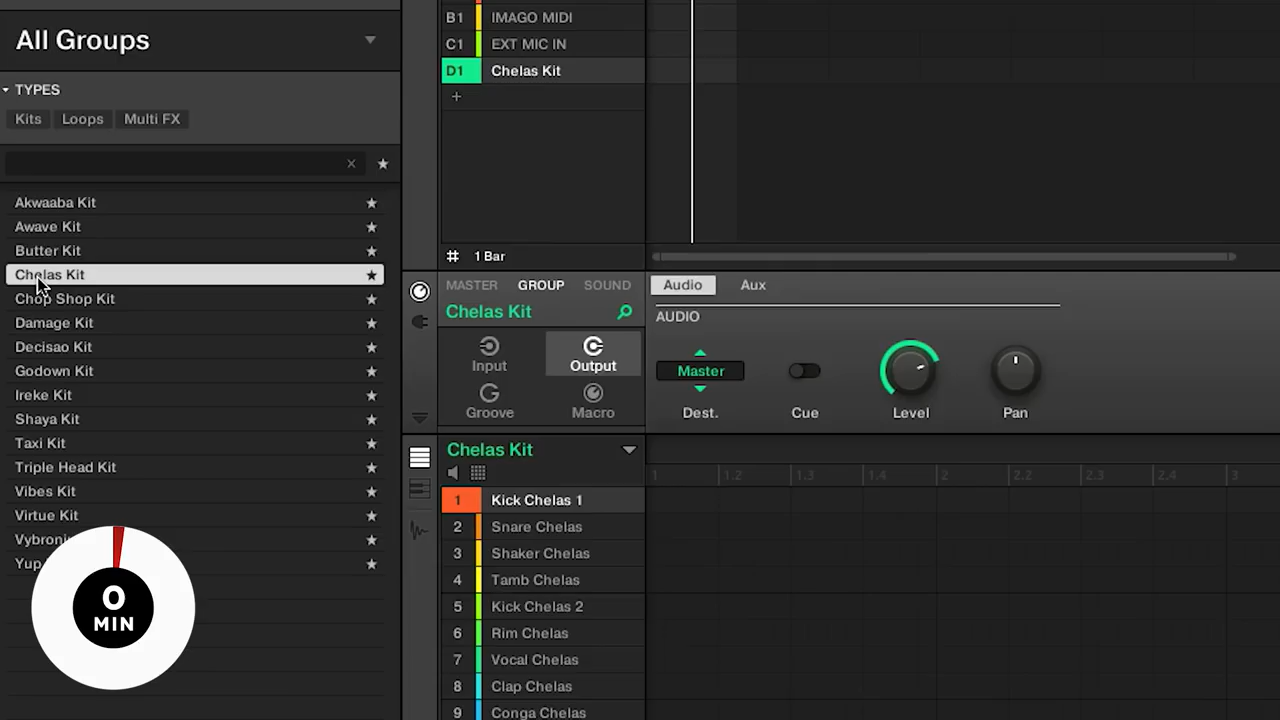 All Groups
TYPES
Kits Loops Multi FX
Akwaaba Kit
Awave Kit
Butter Kit
Chelas Kit
Chop Shop Kit
Damage Kit
Decisao Kit
Godown Kit
Ireke Kit
Shaya Kit
Taxi Kit
Triple Head Kit
Vibes Kit
Virtue Kit
Yup
0
MIN
B1 IMAGO MIDI
C1 EXT MIC IN
D1 Chelas Kit
+
1 Bar
MASTER GROUP SOUND
Chelas Kit
Input Output
Groove Macro
Audio Aux
AUDIO
Master
Dest. Cue Level Pan
Chelas Kit
1 1.2 1.3 1.4 2 2.2 2.3 2.4 3
1 Kick Chelas 1
2 Snare Chelas
3 Shaker Chelas
4 Tamb Chelas
5 Kick Chelas 2
6 Rim Chelas
7 Vocal Chelas
8 Clap Chelas
9 Conga Chelas